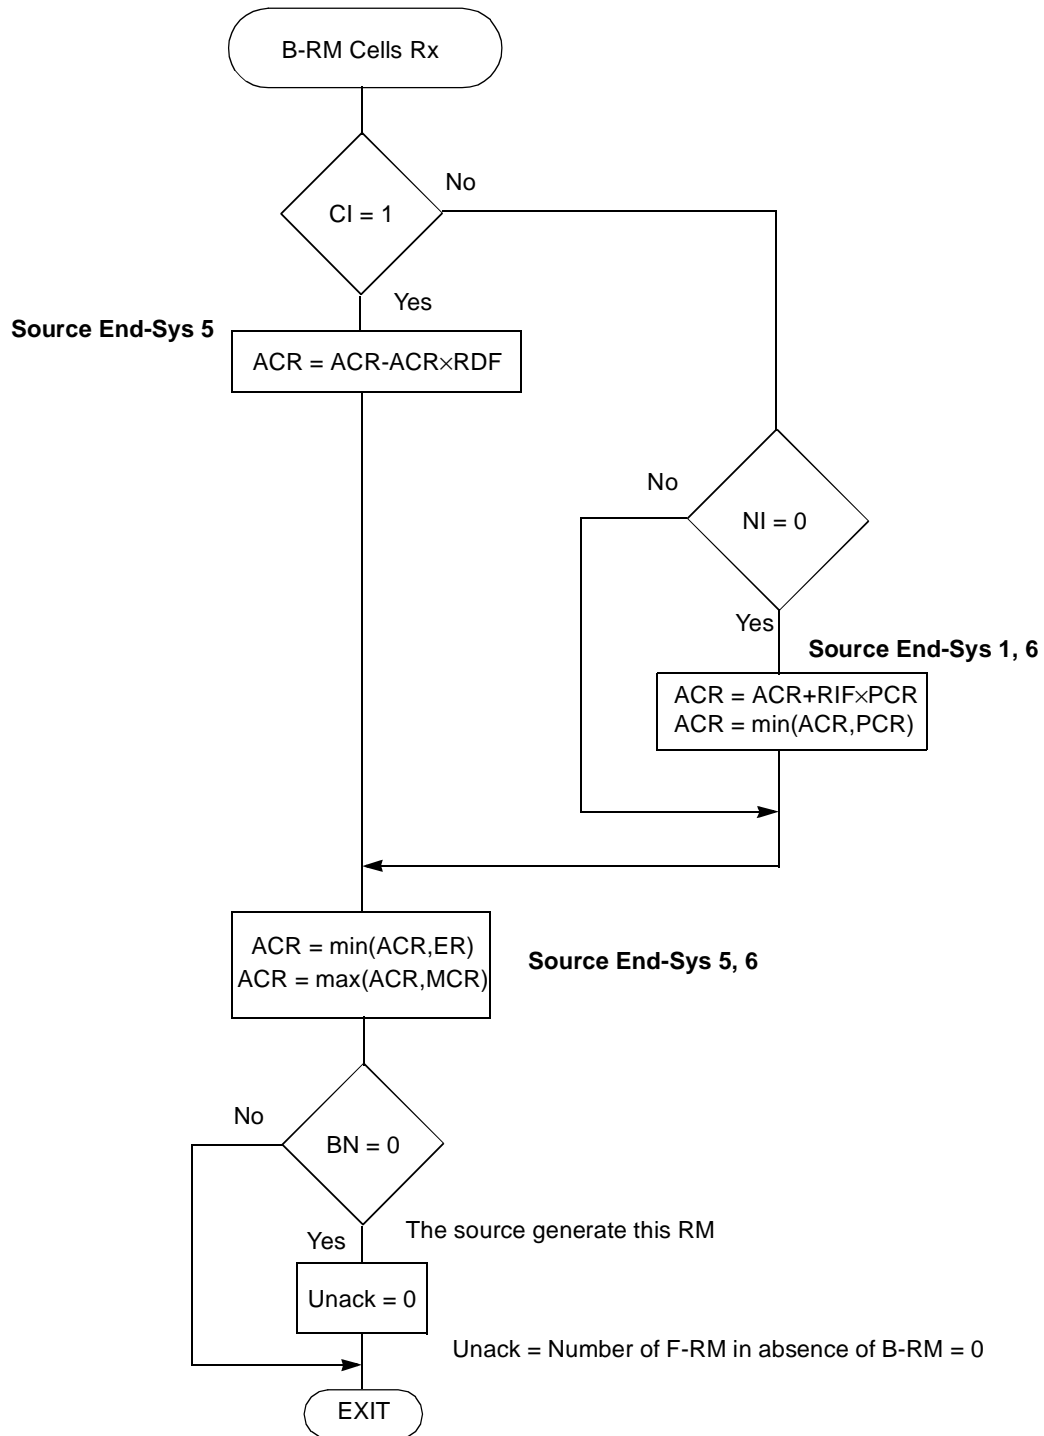 B-RM Cells Rx
No
CI = 1
Yes
Source End-Sys 5
ACR = ACR-ACR×RDF
No
NI = 0
Yes
Source End-Sys 1, 6
ACR = ACR+RIF×PCR
ACR = min(ACR,PCR)
ACR = min(ACR,ER)
ACR = max(ACR,MCR)
Source End-Sys 5, 6
No
BN = 0
The source generate this RM
Yes
Unack = 0
Unack = Number of F-RM in absence of B-RM = 0
EXIT